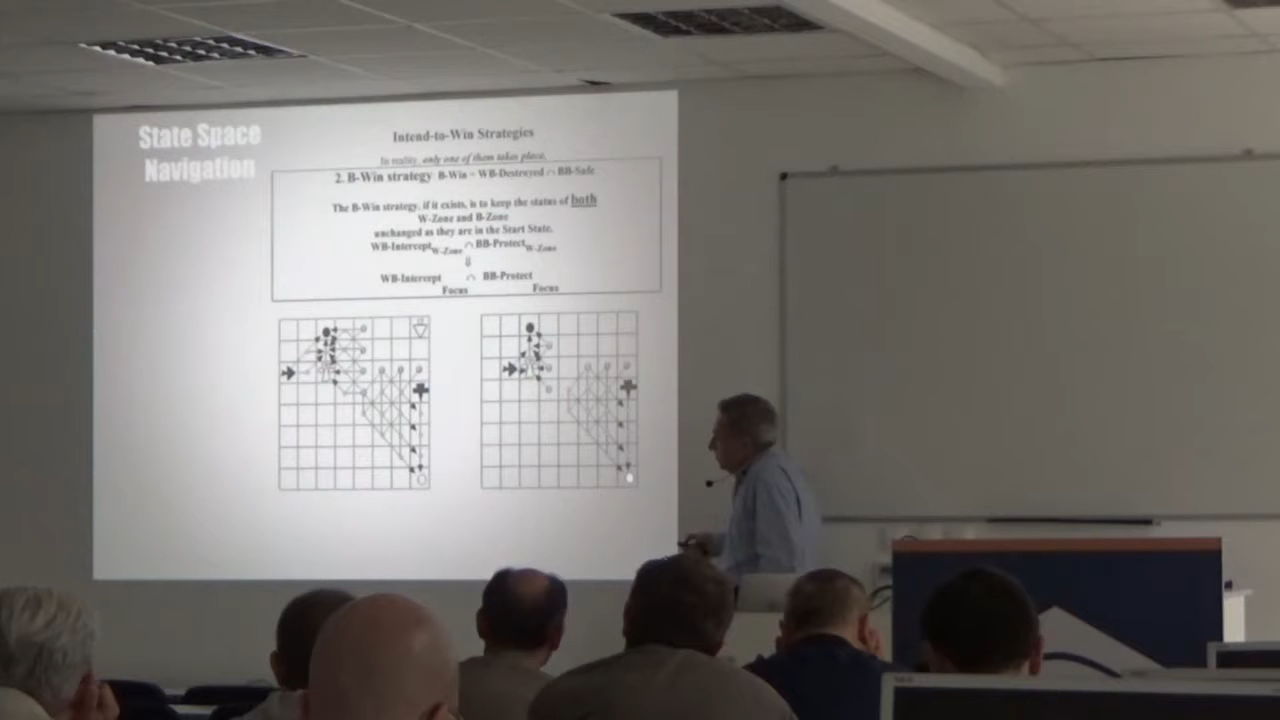 State Space
Navigation
Intend-to-Win Strategies
In reality, only one of them takes place.
2. B-Win strategy B-Win = WB-Destroyed ∩ BB-Safe
The B-Win strategy, if it exists, is to keep the status of both
W-Zone and B-Zone
unchanged as they are in the Start State.
WB-Intercept W-Zone ∩ BB-Protect W-Zone
⇓
WB-Intercept ∩ BB-Protect
Focus Focus